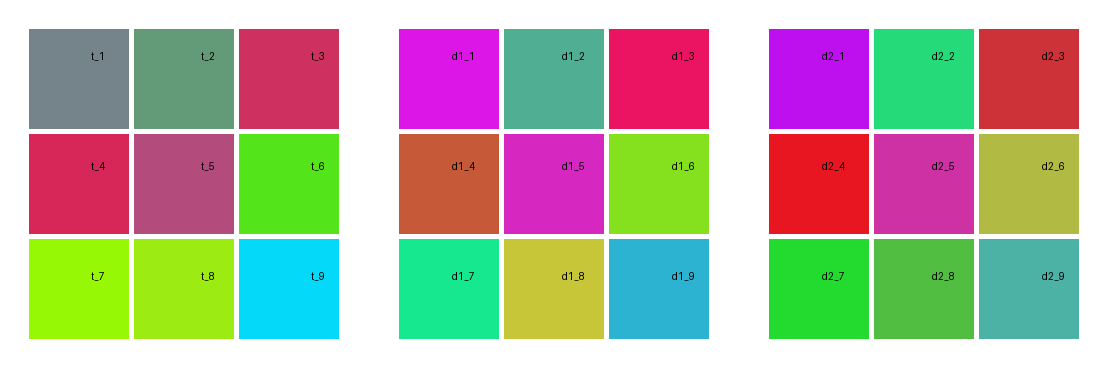 t_1 t_2 t_3 d1_1 d1_2 d1_3 d2_1 d2_2 d2_3
t_4 t_5 t_6 d1_4 d1_5 d1_6 d2_4 d2_5 d2_6
t_7 t_8 t_9 d1_7 d1_8 d1_9 d2_7 d2_8 d2_9